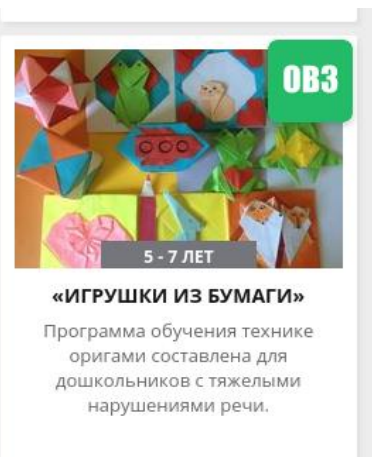 ОВЗ
5 - 7 ЛЕТ
«ИГРУШКИ ИЗ БУМАГИ»
Программа обучения технике
оригами составлена для
дошкольников с тяжелыми
нарушениями речи.